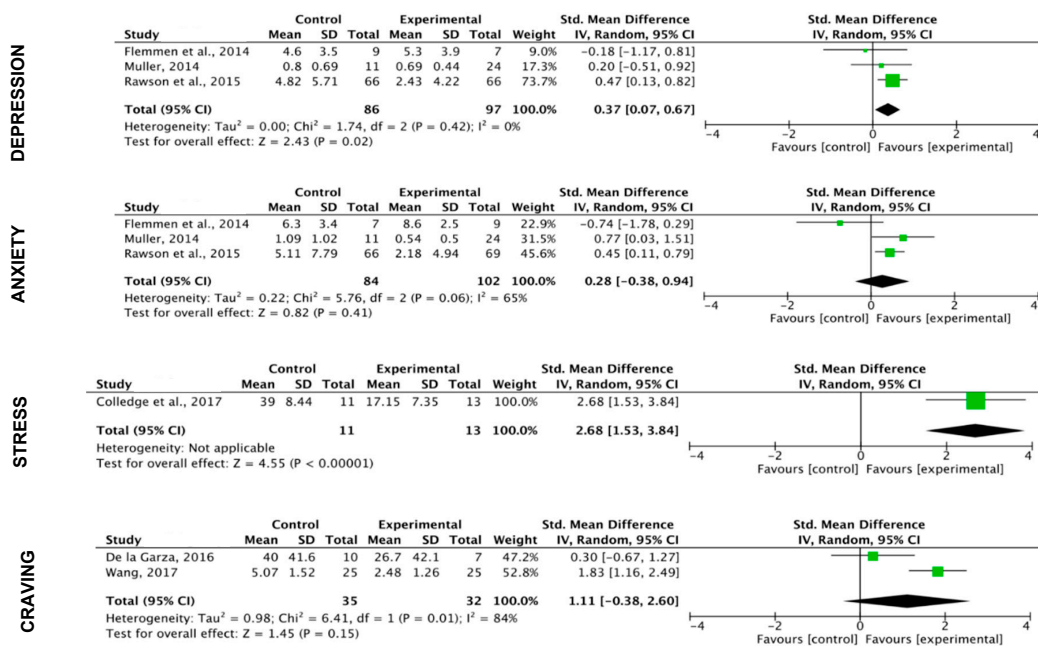 DEPRESSION
Control Experimental Std. Mean Difference Std. Mean Difference
Study Mean SD Total Mean SD Total Weight IV, Random, 95% CI IV, Random, 95% CI
Flemmen et al., 2014 4.6 3.5 9 5.3 3.9 7 9.0% −0.18 [−1.17, 0.81]
Muller, 2014 0.8 0.69 11 0.69 0.44 24 17.3% 0.20 [−0.51, 0.92]
Rawson et al., 2015 4.82 5.71 66 2.43 4.22 66 73.7% 0.47 [0.13, 0.82]
Total (95% CI) 86 97 100.0% 0.37 [0.07, 0.67]
Heterogeneity: Tau² = 0.00; Chi² = 1.74, df = 2 (P = 0.42); I² = 0%
Test for overall effect: Z = 2.43 (P = 0.02)
−4 −2 0 2 4
Favours [control] Favours [experimental]
ANXIETY
Control Experimental Std. Mean Difference Std. Mean Difference
Study Mean SD Total Mean SD Total Weight IV, Random, 95% CI IV, Random, 95% CI
Flemmen et al., 2014 6.3 3.4 7 8.6 2.5 9 22.9% −0.74 [−1.78, 0.29]
Muller, 2014 1.09 1.02 11 0.54 0.5 24 31.5% 0.77 [0.03, 1.51]
Rawson et al., 2015 5.11 7.79 66 2.18 4.94 69 45.6% 0.45 [0.11, 0.79]
Total (95% CI) 84 102 100.0% 0.28 [−0.38, 0.94]
Heterogeneity: Tau² = 0.22; Chi² = 5.76, df = 2 (P = 0.06); I² = 65%
Test for overall effect: Z = 0.82 (P = 0.41)
−4 −2 0 2 4
Favours [control] Favours [experimental]
STRESS
Control Experimental Std. Mean Difference Std. Mean Difference
Study Mean SD Total Mean SD Total Weight IV, Random, 95% CI IV, Random, 95% CI
Colledge et al., 2017 39 8.44 11 17.15 7.35 13 100.0% 2.68 [1.53, 3.84]
Total (95% CI) 11 13 100.0% 2.68 [1.53, 3.84]
Heterogeneity: Not applicable
Test for overall effect: Z = 4.55 (P < 0.00001)
−4 −2 0 2 4
Favours [control] Favours [experimental]
CRAVING
Control Experimental Std. Mean Difference Std. Mean Difference
Study Mean SD Total Mean SD Total Weight IV, Random, 95% CI IV, Random, 95% CI
De la Garza, 2016 40 41.6 10 26.7 42.1 7 47.2% 0.30 [−0.67, 1.27]
Wang, 2017 5.07 1.52 25 2.48 1.26 25 52.8% 1.83 [1.16, 2.49]
Total (95% CI) 35 32 100.0% 1.11 [−0.38, 2.60]
Heterogeneity: Tau² = 0.98; Chi² = 6.41, df = 1 (P = 0.01); I² = 84%
Test for overall effect: Z = 1.45 (P = 0.15)
−4 −2 0 2 4
Favours [control] Favours [experimental]